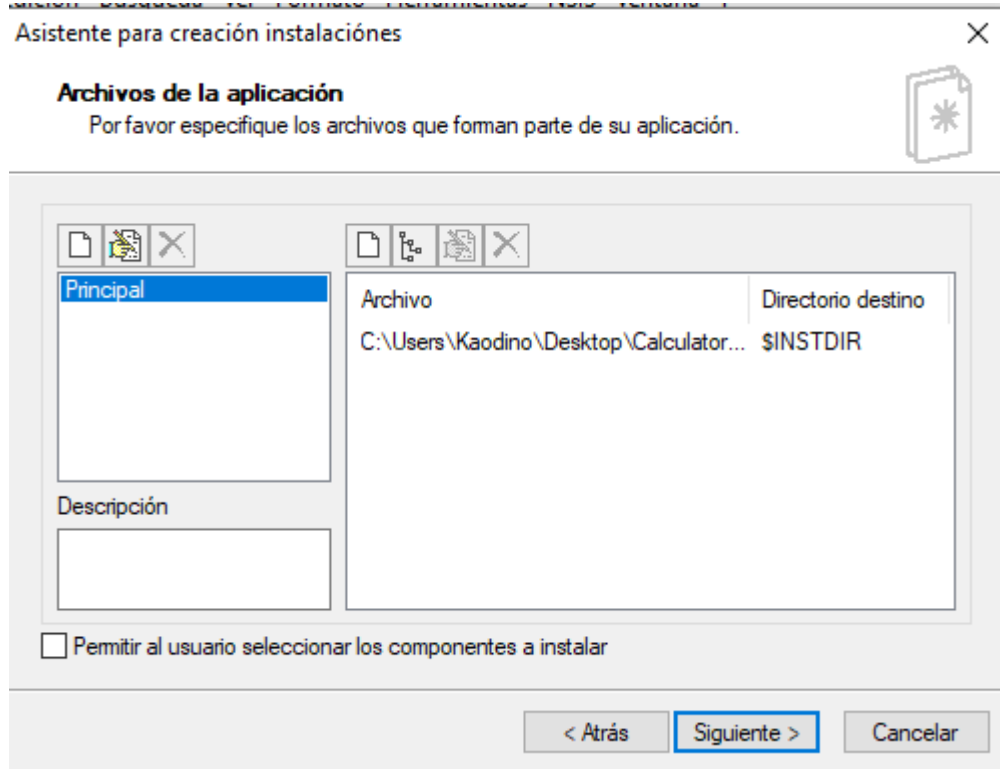 Asistente para creación instalaciónes
Archivos de la aplicación
Por favor especifique los archivos que forman parte de su aplicación.
Principal
Archivo Directorio destino
C:\Users\Kaodino\Desktop\Calculator... $INSTDIR
Descripción
Permitir al usuario seleccionar los componentes a instalar
< Atrás Siguiente > Cancelar